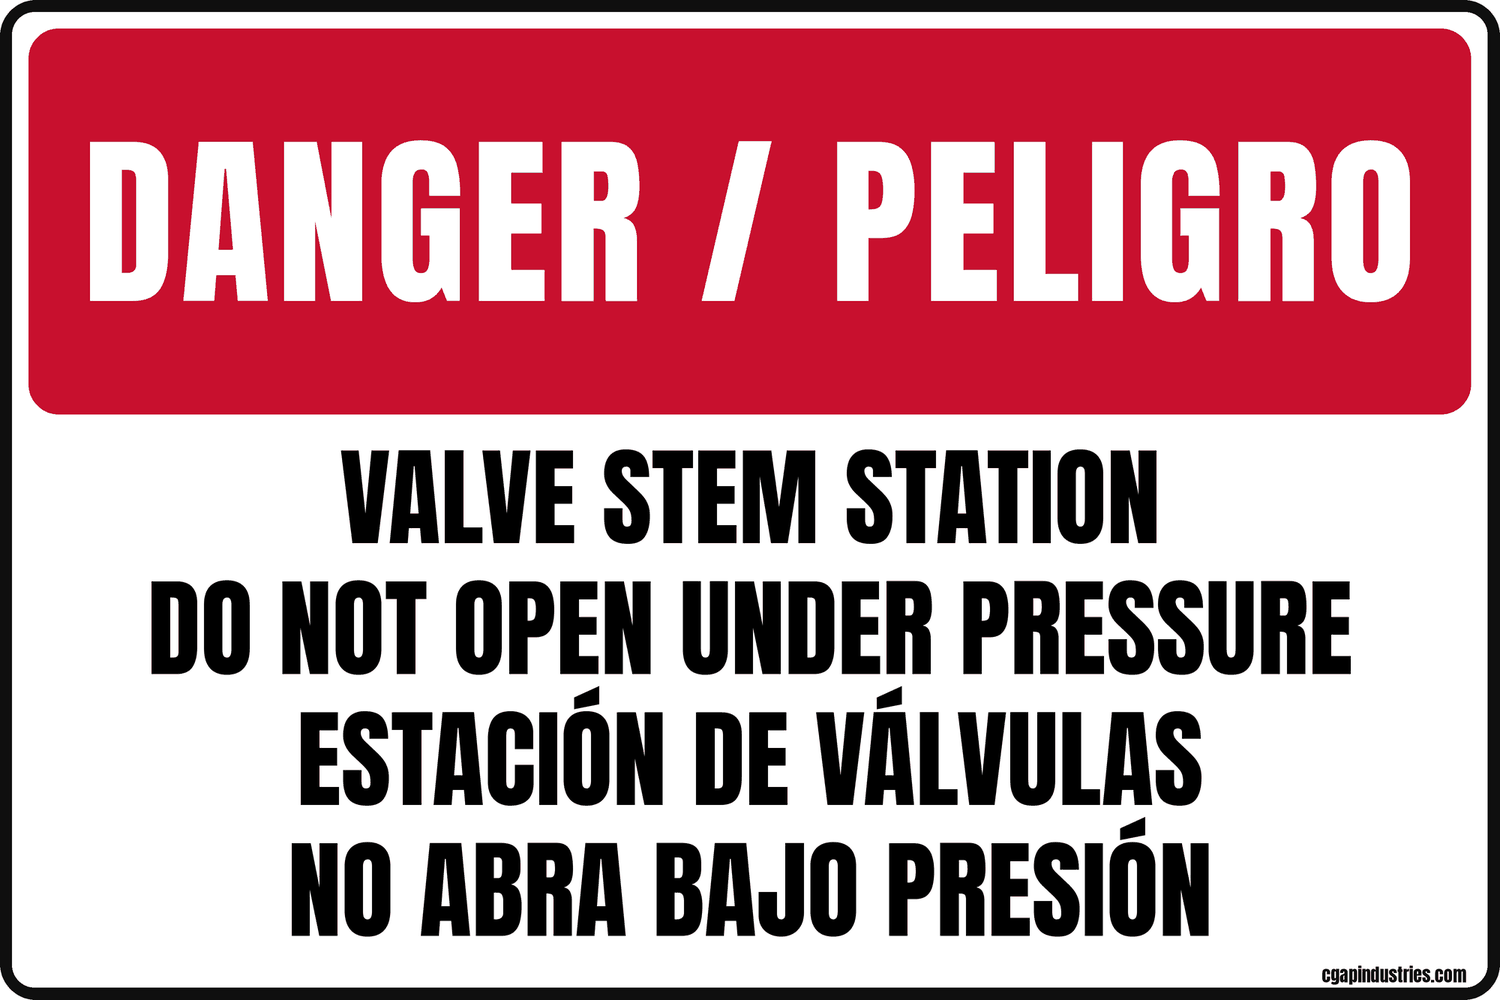 DANGER / PELIGRO
VALVE STEM STATION
DO NOT OPEN UNDER PRESSURE
ESTACIÓN DE VÁLVULAS
NO ABRA BAJO PRESIÓN
cgapindustries.com